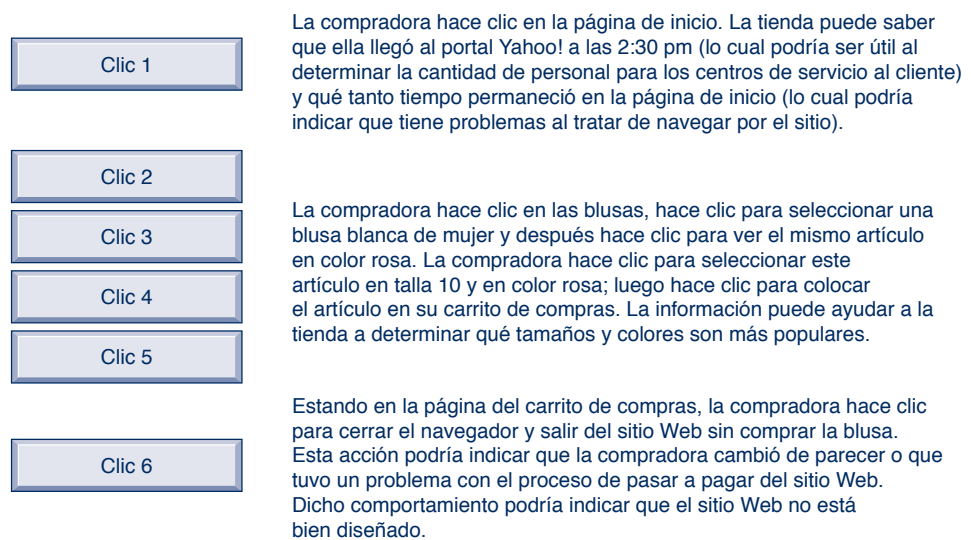 Clic 1
La compradora hace clic en la página de inicio. La tienda puede saber
que ella llegó al portal Yahoo! a las 2:30 pm (lo cual podría ser útil al
determinar la cantidad de personal para los centros de servicio al cliente)
y qué tanto tiempo permaneció en la página de inicio (lo cual podría
indicar que tiene problemas al tratar de navegar por el sitio).
Clic 2
Clic 3
Clic 4
Clic 5
La compradora hace clic en las blusas, hace clic para seleccionar una
blusa blanca de mujer y después hace clic para ver el mismo artículo
en color rosa. La compradora hace clic para seleccionar este
artículo en talla 10 y en color rosa; luego hace clic para colocar
el artículo en su carrito de compras. La información puede ayudar a la
tienda a determinar qué tamaños y colores son más populares.
Clic 6
Estando en la página del carrito de compras, la compradora hace clic
para cerrar el navegador y salir del sitio Web sin comprar la blusa.
Esta acción podría indicar que la compradora cambió de parecer o que
tuvo un problema con el proceso de pasar a pagar del sitio Web.
Dicho comportamiento podría indicar que el sitio Web no está
bien diseñado.